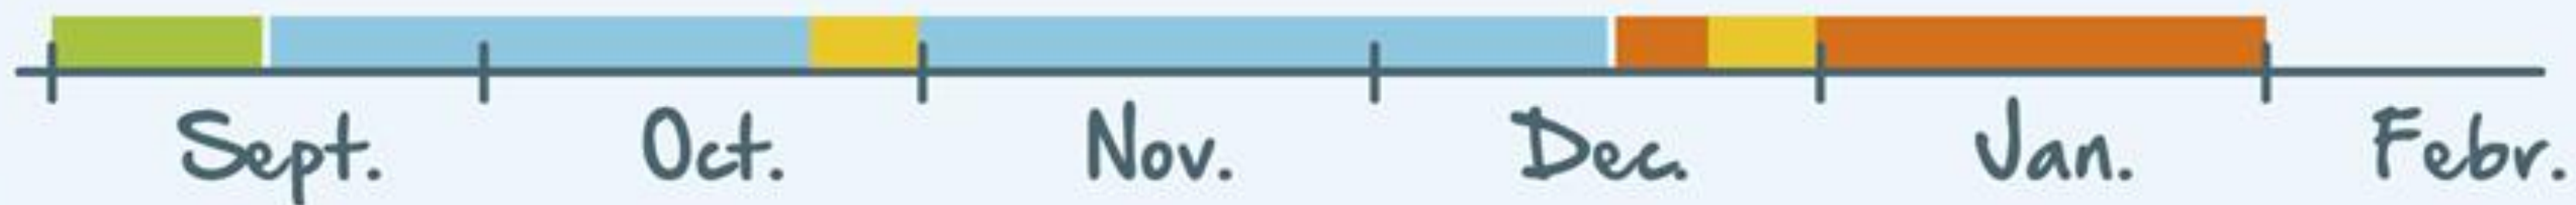 Sept. Oct. Nov. Dec. Jan. Febr.